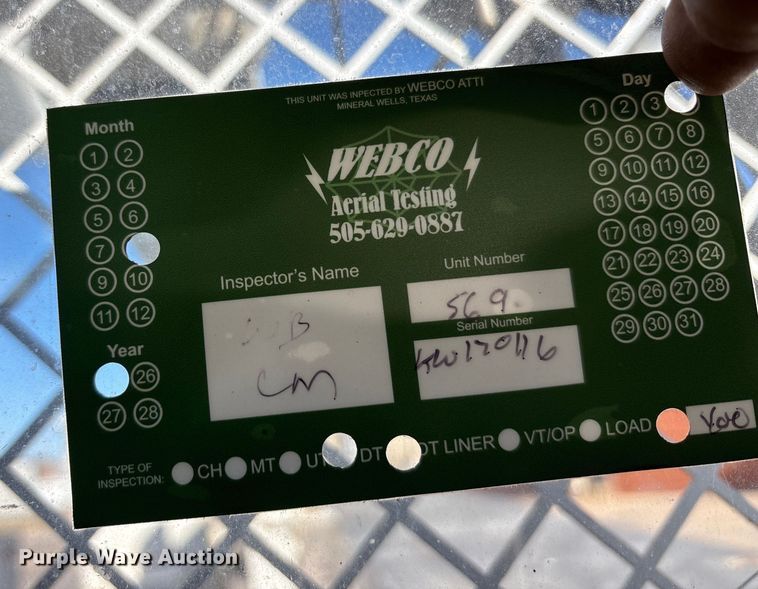 THIS UNIT WAS INPECTED BY WEBCO ATTI
MINERAL WELLS, TEXAS
Month
1 2
3 4
5 6
7
9 10
11 12
Year
26
27 28
WEBCO
Aerial Testing
505-629-0887
Inspector's Name
CM
Unit Number
569
Serial Number
Day
1 2 3
5 6 7 8
9 10 11 12
13 14 15 16
17 18 19 20
21 22 23 24
25 26 27 28
29 30 31
TYPE OF
INSPECTION:
CH MT UT DT DT LINER VT/OP LOAD
Purple Wave Auction